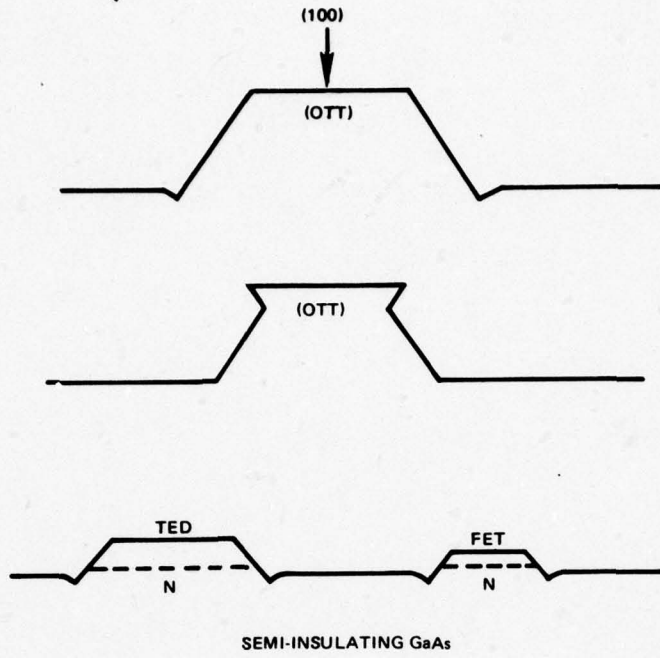 (100)
(OTT)
(OTT)
TED
FET
N
N
SEMI-INSULATING GaAs